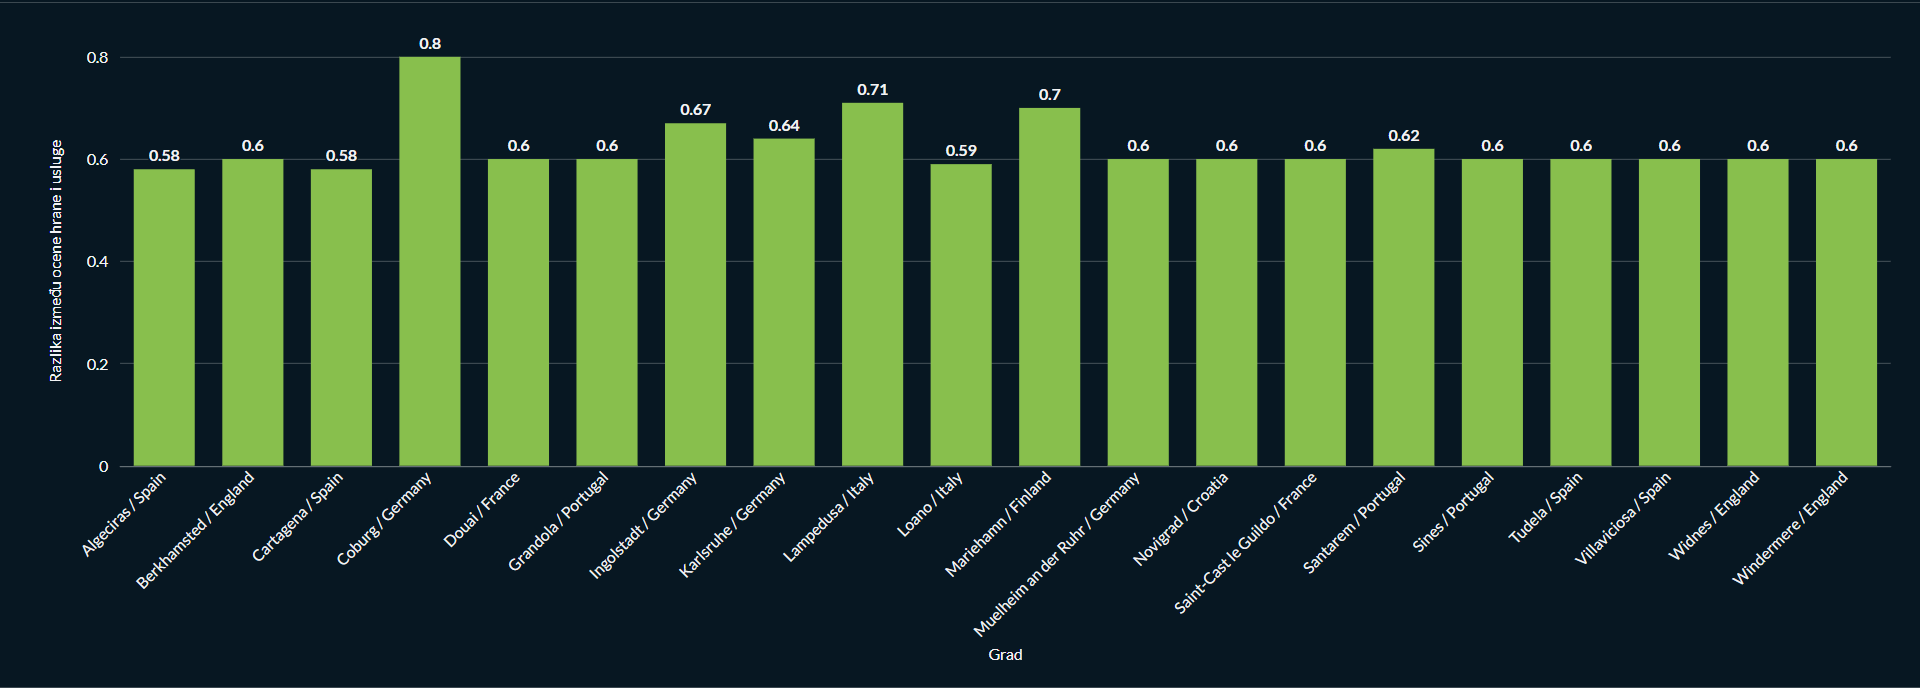 Razlika između ocene hrane i usluge
0.8
0.6
0.4
0.2
0
0.58
0.6
0.58
0.8
0.6
0.6
0.67
0.64
0.71
0.59
0.7
0.6
0.6
0.6
0.62
0.6
0.6
0.6
0.6
0.6
Algeciras / Spain
Berkhamsted / England
Cartagena / Spain
Coburg / Germany
Douai / France
Grandola / Portugal
Ingolstadt / Germany
Karlsruhe / Germany
Lampedusa / Italy
Loano / Italy
Mariehamn / Finland
Muelheim an der Ruhr / Germany
Novigrad / Croatia
Saint-Cast le Guildo / France
Santarem / Portugal
Sines / Portugal
Tudela / Spain
Villaviciosa / Spain
Widnes / England
Windermere / England
Grad